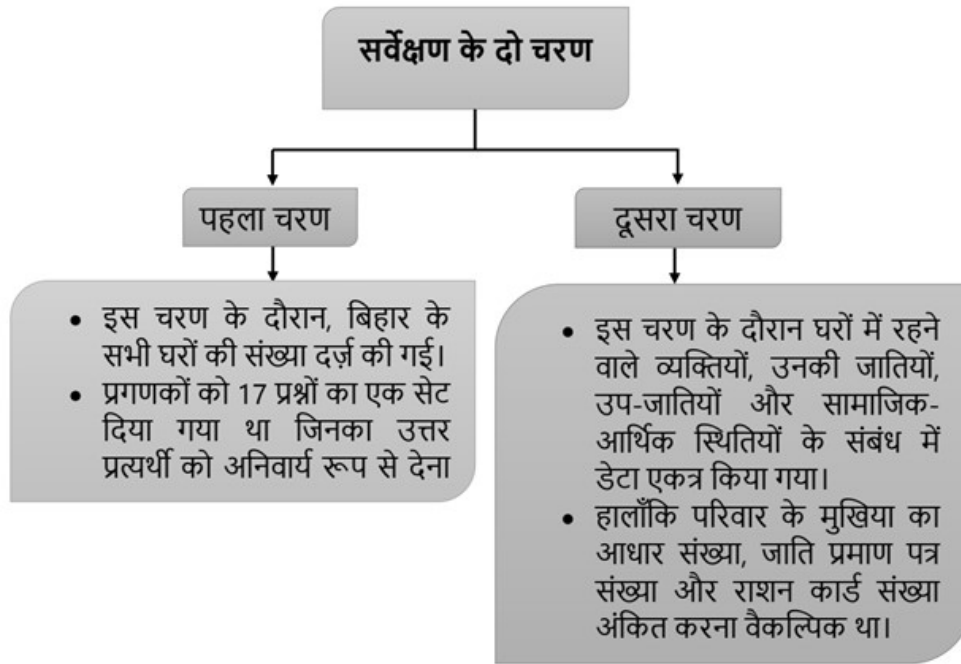 सर्वेक्षण के दो चरण
पहला चरण
• इस चरण के दौरान, बिहार के
सभी घरों की संख्या दर्ज़ की गई।
• प्रगणकों को 17 प्रश्नों का एक सेट
दिया गया था जिनका उत्तर
प्रत्यर्थी को अनिवार्य रूप से देना
दूसरा चरण
• इस चरण के दौरान घरों में रहने
वाले व्यक्तियों, उनकी जातियों,
उप-जातियों और सामाजिक-
आर्थिक स्थितियों के संबंध में
डेटा एकत्र किया गया।
• हालाँकि परिवार के मुखिया का
आधार संख्या, जाति प्रमाण पत्र
संख्या और राशन कार्ड संख्या
अंकित करना वैकल्पिक था।